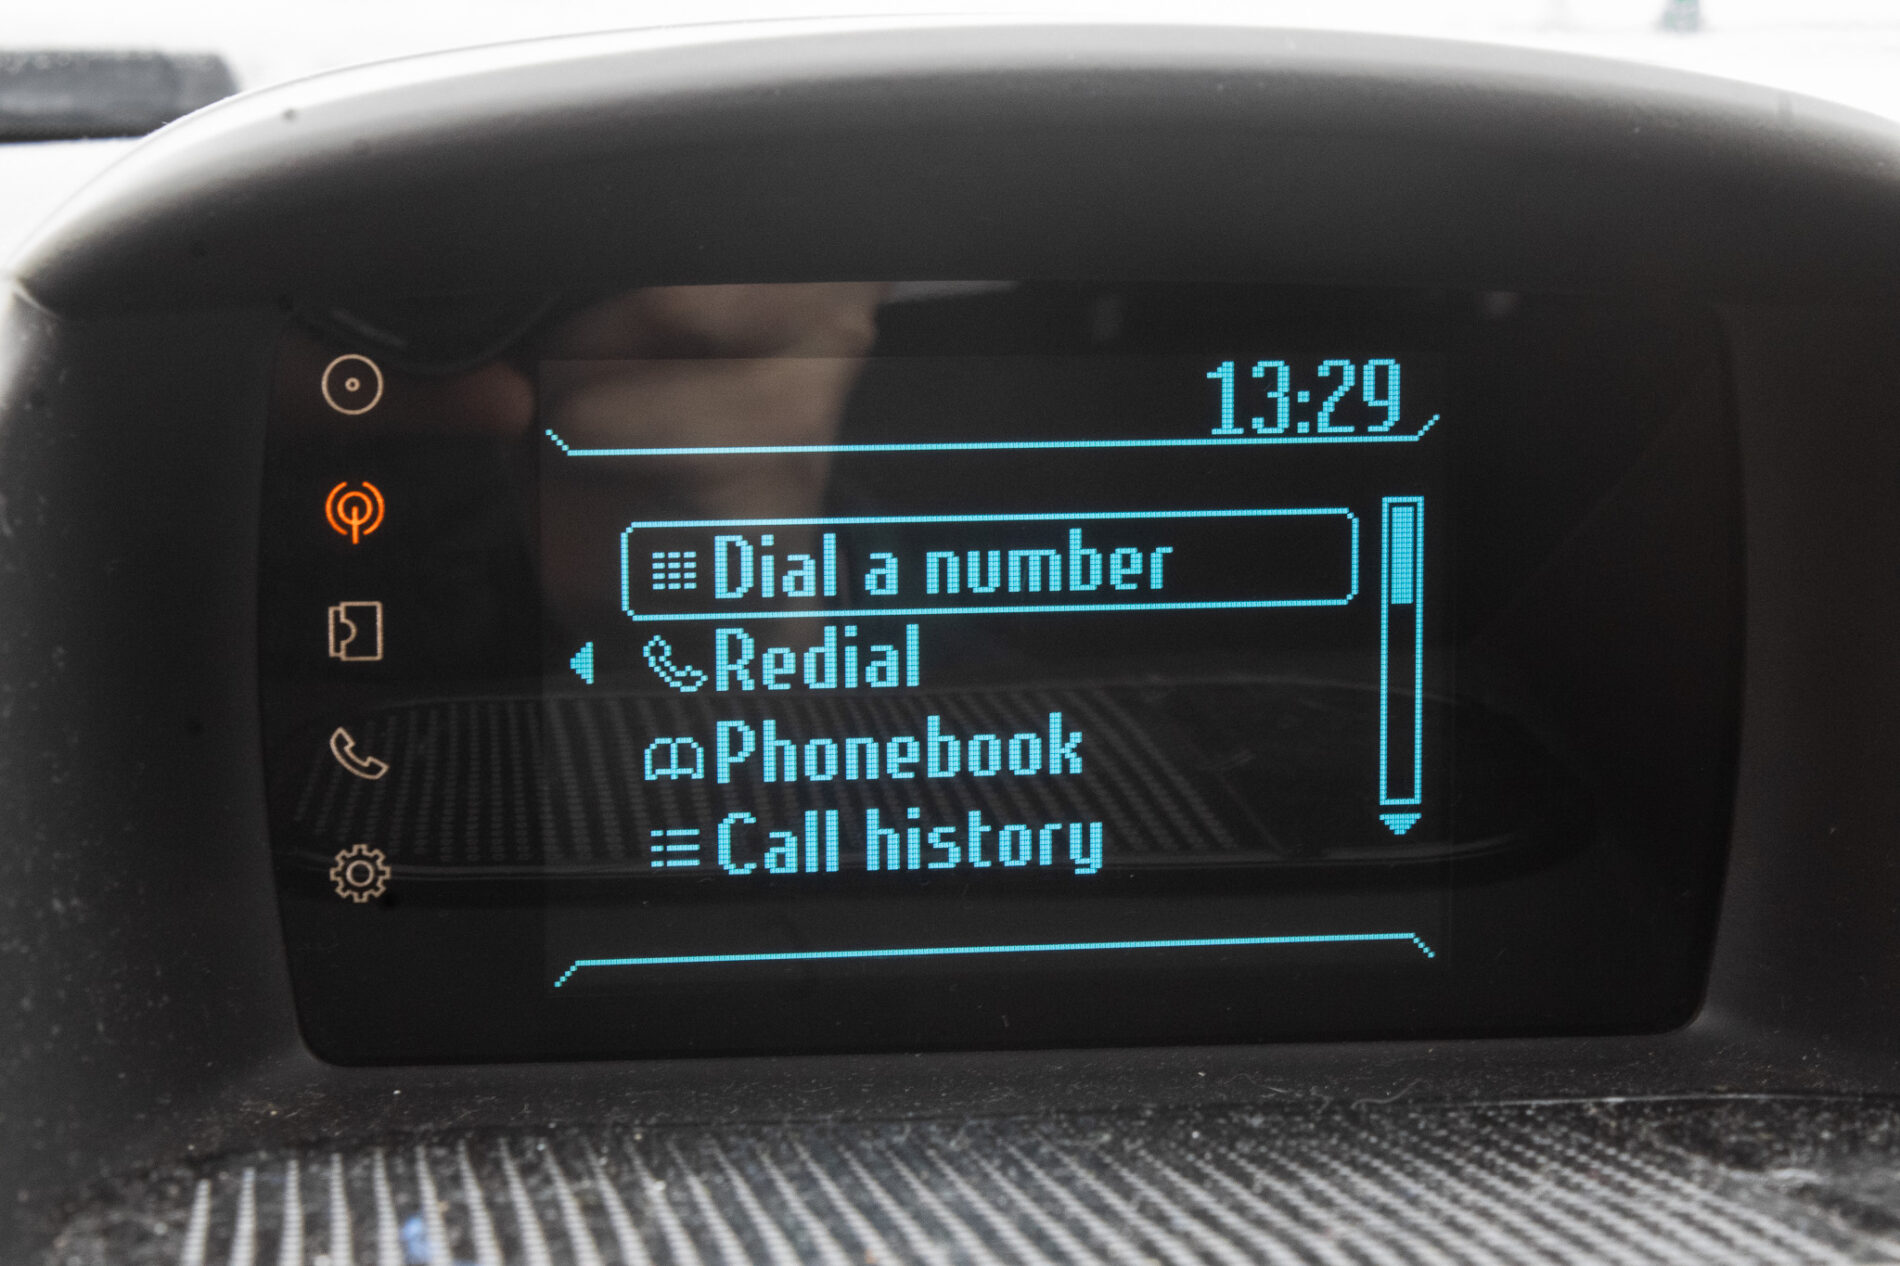 13:29
Dial a number
Redial
Phonebook
Call history